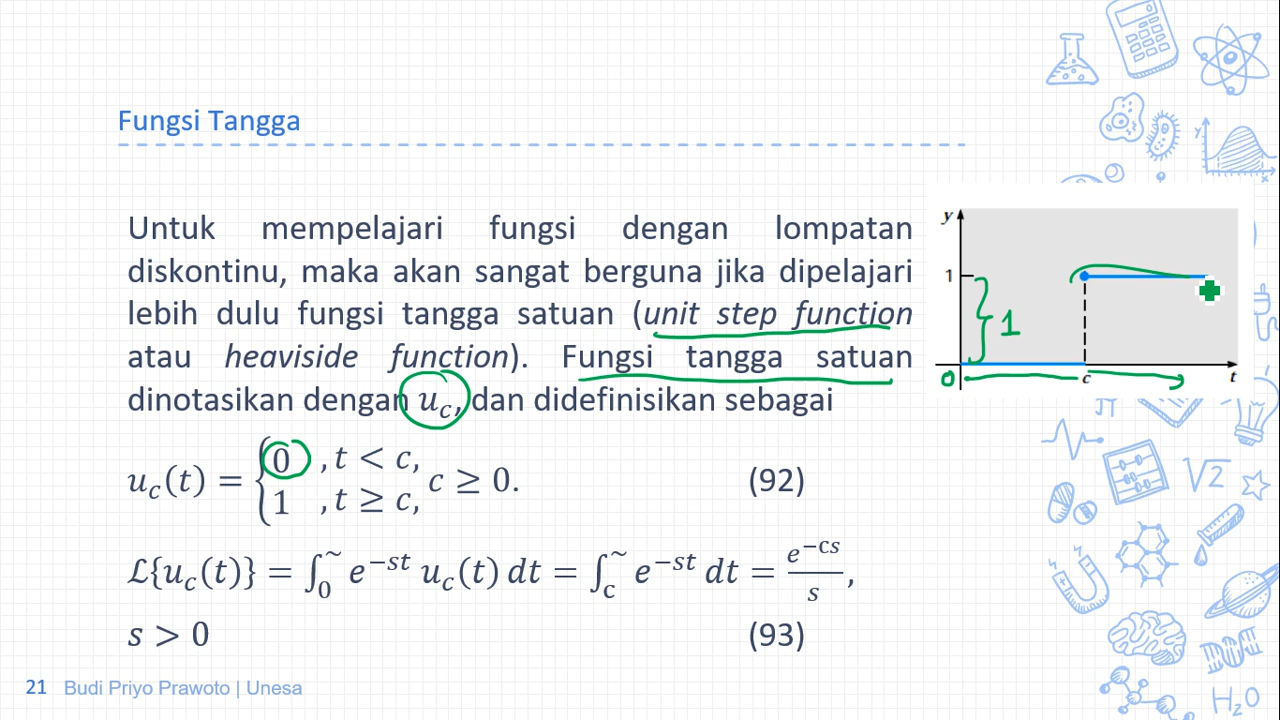 Fungsi Tangga
Untuk mempelajari fungsi dengan lompatan
diskontinu, maka akan sangat berguna jika dipelajari
lebih dulu fungsi tangga satuan (unit step function
atau heaviside function). Fungsi tangga satuan
dinotasikan dengan u_c, dan didefinisikan sebagai
u_c(t) = { 0 , t < c, 1 , t ≥ c, c ≥ 0. (92)
ℒ{u_c(t)} = ∫_0^~ e^{-st} u_c(t) dt = ∫_c^~ e^{-st} dt = e^{-cs}/s,
s > 0 (93)
y
1
1
0
c
t
21 Budi Priyo Prawoto | Unesa
Y
X
π
√2
H₂O